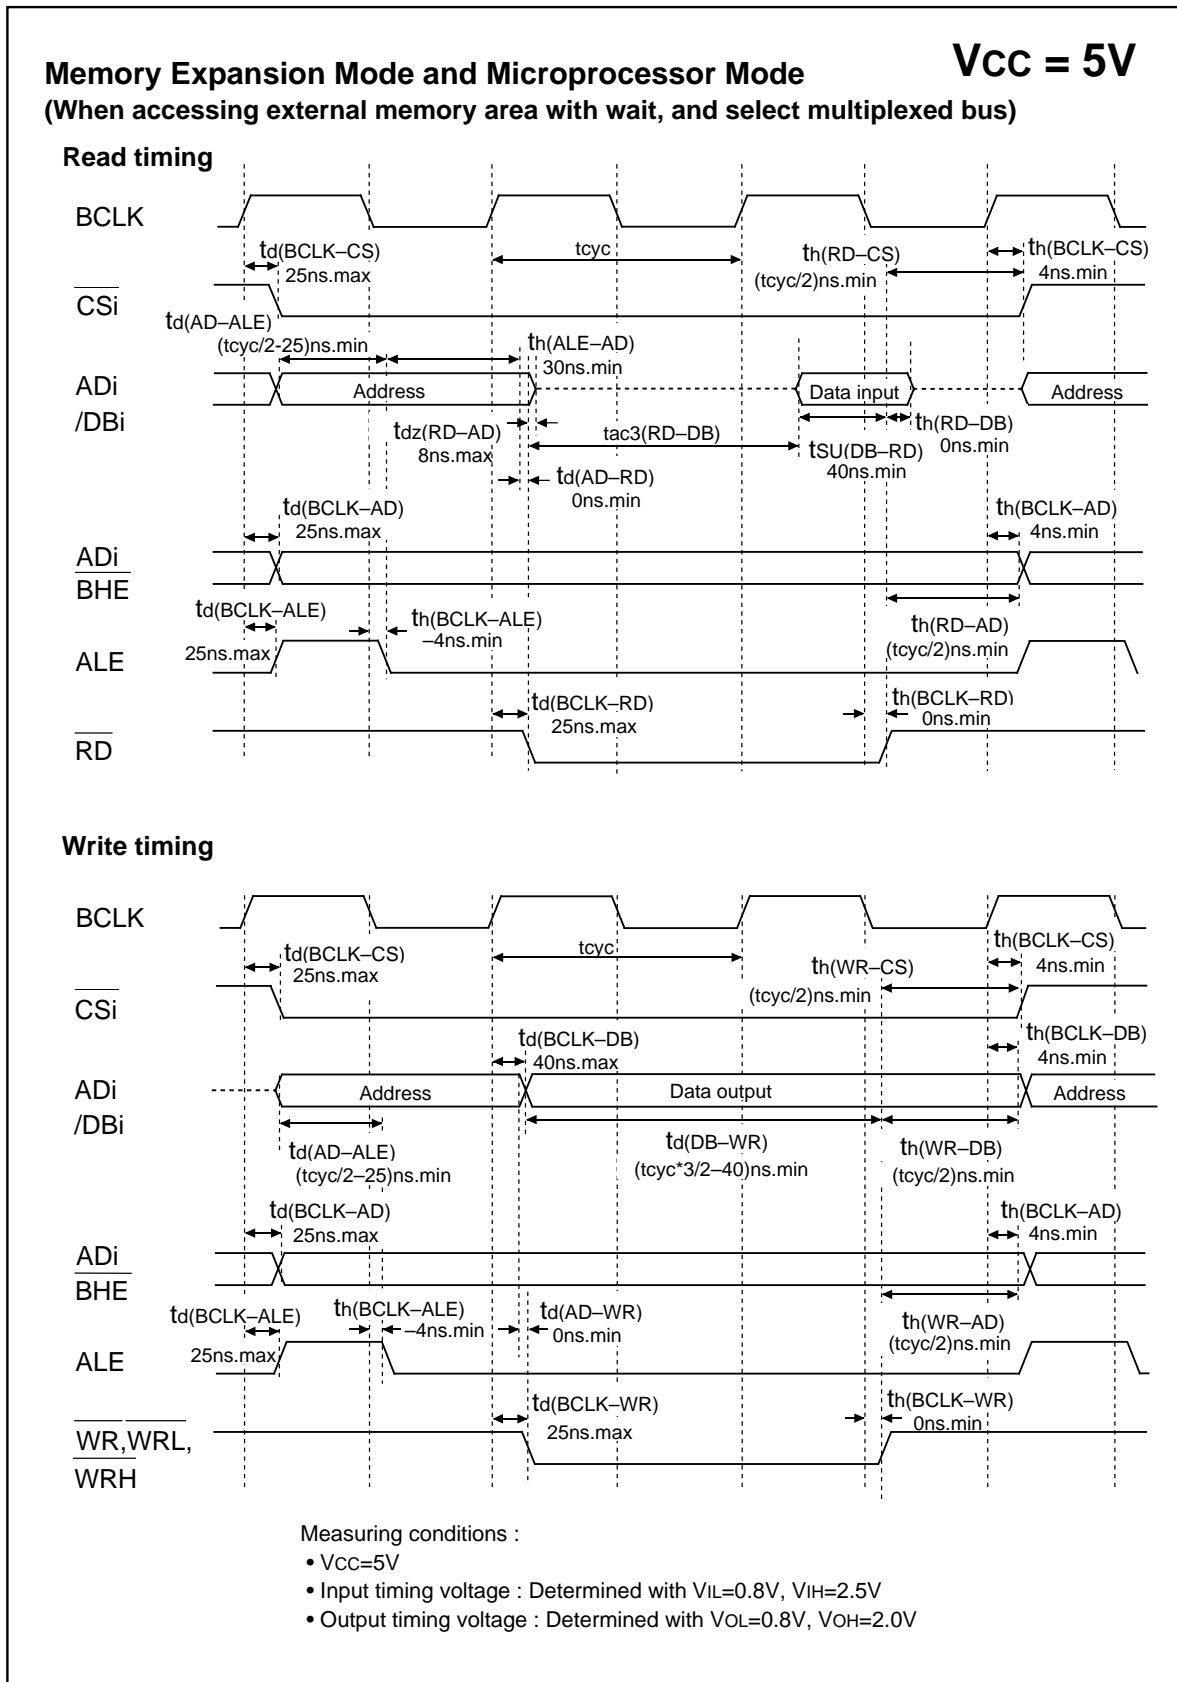 VCC = 5V
Memory Expansion Mode and Microprocessor Mode
(When accessing external memory area with wait, and select multiplexed bus)
Read timing
BCLK
td(BCLK–CS)
25ns.max
tcyc
th(RD–CS)
(tcyc/2)ns.min
th(BCLK–CS)
4ns.min
CSi
td(AD–ALE)
(tcyc/2-25)ns.min
th(ALE–AD)
30ns.min
ADi
/DBi
Address
Data input
Address
tdz(RD–AD)
8ns.max
tac3(RD–DB)
tSU(DB–RD)
40ns.min
th(RD–DB)
0ns.min
td(AD–RD)
0ns.min
td(BCLK–AD)
25ns.max
th(BCLK–AD)
4ns.min
ADi
BHE
td(BCLK–ALE)
25ns.max
th(BCLK–ALE)
–4ns.min
th(RD–AD)
(tcyc/2)ns.min
ALE
td(BCLK–RD)
25ns.max
th(BCLK–RD)
0ns.min
RD
Write timing
BCLK
td(BCLK–CS)
25ns.max
tcyc
th(WR–CS)
(tcyc/2)ns.min
th(BCLK–CS)
4ns.min
CSi
td(BCLK–DB)
40ns.max
th(BCLK–DB)
4ns.min
ADi
/DBi
Address
Data output
Address
td(AD–ALE)
(tcyc/2–25)ns.min
td(DB–WR)
(tcyc*3/2–40)ns.min
th(WR–DB)
(tcyc/2)ns.min
td(BCLK–AD)
25ns.max
th(BCLK–AD)
4ns.min
ADi
BHE
td(BCLK–ALE)
25ns.max
th(BCLK–ALE)
–4ns.min
td(AD–WR)
0ns.min
th(WR–AD)
(tcyc/2)ns.min
ALE
td(BCLK–WR)
25ns.max
th(BCLK–WR)
0ns.min
WR,WRL,
WRH
Measuring conditions :
• VCC=5V
• Input timing voltage : Determined with VIL=0.8V, VIH=2.5V
• Output timing voltage : Determined with VOL=0.8V, VOH=2.0V